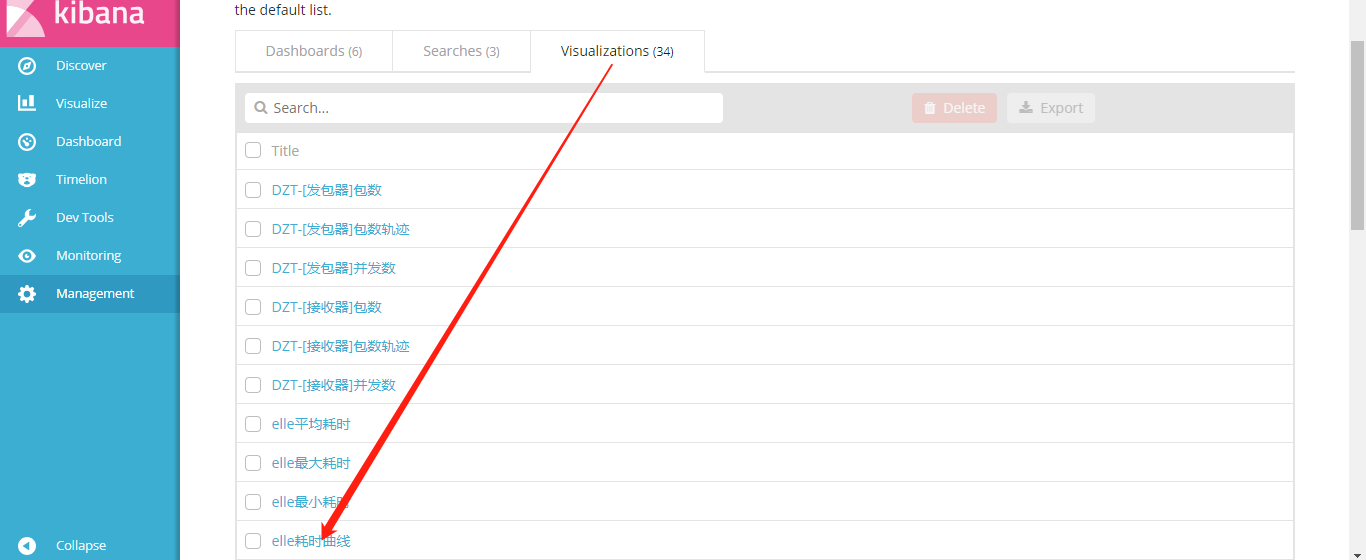 kibana
the default list.
Discover
Visualize
Dashboard
Timelion
Dev Tools
Monitoring
Management
Collapse
Dashboards (6)
Searches (3)
Visualizations (34)
Search...
Delete
Export
Title
DZT-[发包器]包数
DZT-[发包器]包数轨迹
DZT-[发包器]并发数
DZT-[接收器]包数
DZT-[接收器]包数轨迹
DZT-[接收器]并发数
elle平均耗时
elle最大耗时
elle最小耗时
elle耗时曲线